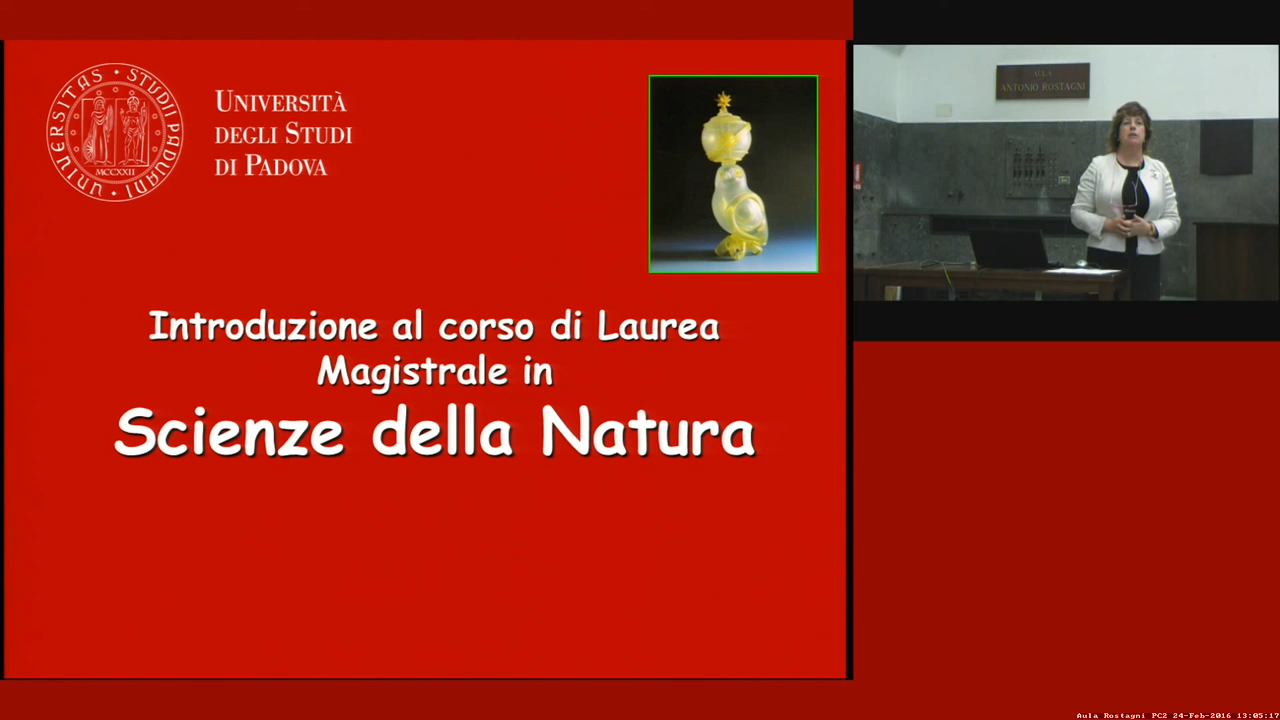 UNIVERSITAS • STUDII PADUANI •
MCCXXII
UNIVERSITÀ
DEGLI STUDI
DI PADOVA
Introduzione al corso di Laurea
Magistrale in
Scienze della Natura
AULA
ANTONIO ROSTAGNI
Aula Rostagni PC2 24-Feb-2016 13:05:17